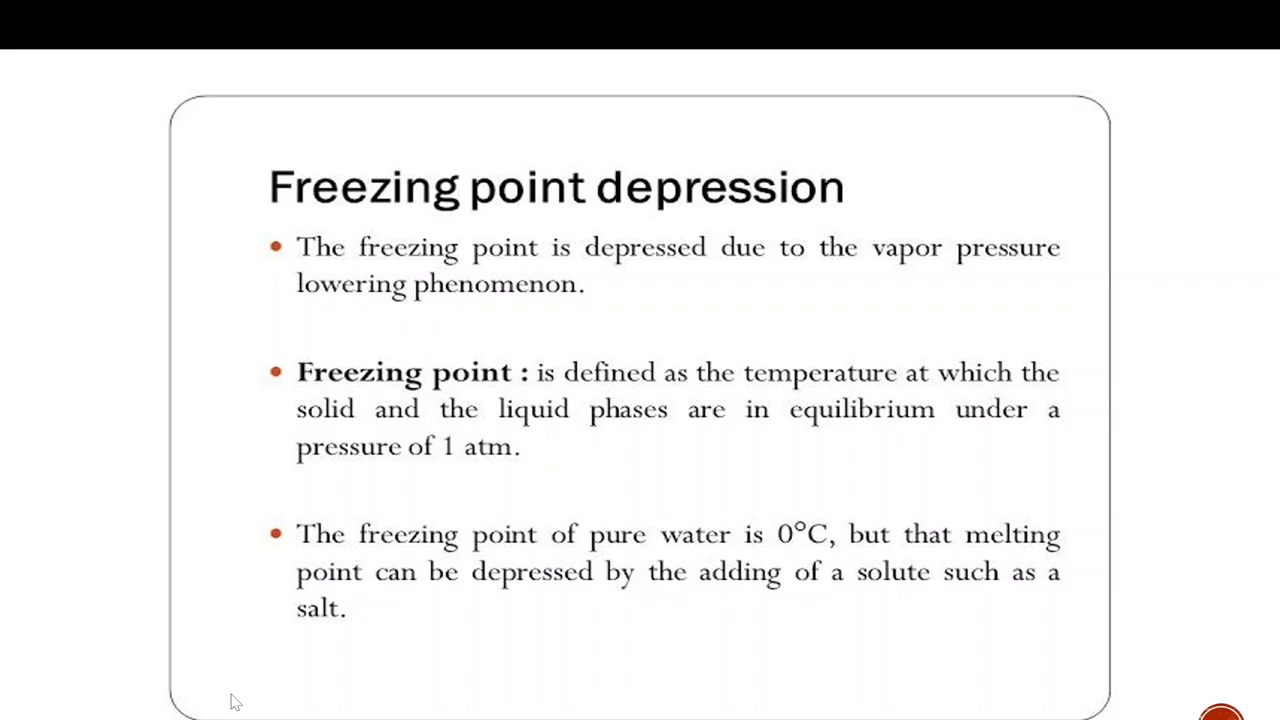 Freezing point depression
• The freezing point is depressed due to the vapor pressure
lowering phenomenon.
• Freezing point : is defined as the temperature at which the
solid and the liquid phases are in equilibrium under a
pressure of 1 atm.
• The freezing point of pure water is 0°C, but that melting
point can be depressed by the adding of a solute such as a
salt.